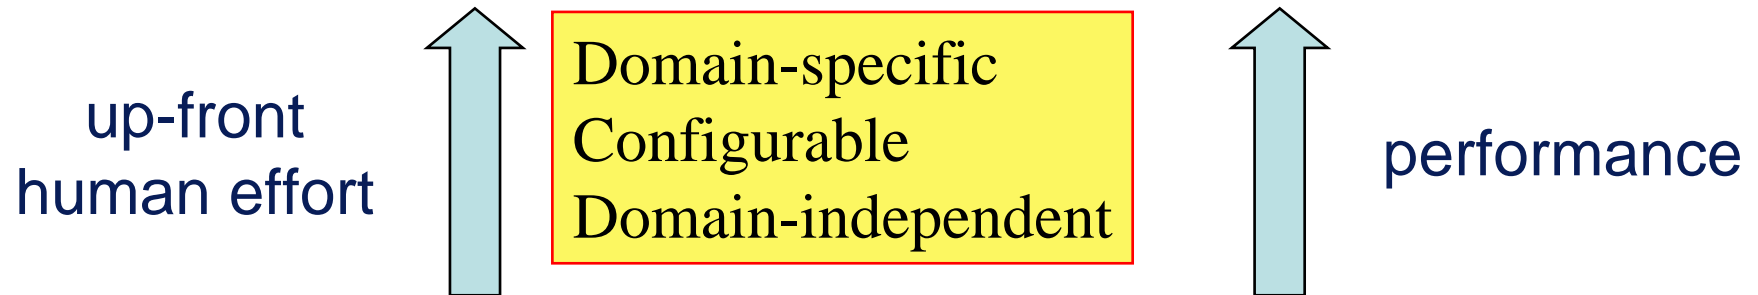 up-front
human effort
Domain-specific
Configurable
Domain-independent
performance